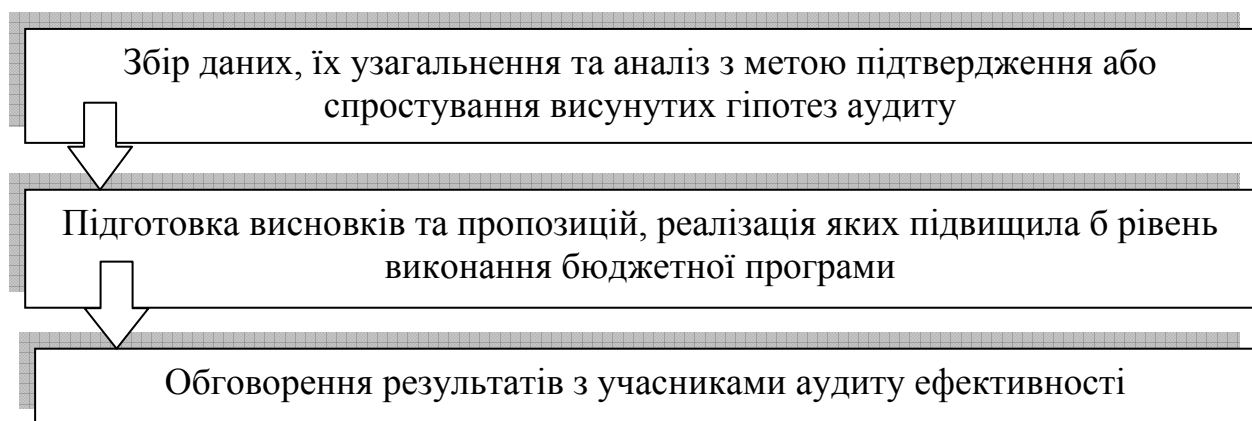 Збір даних, їх узагальнення та аналіз з метою підтвердження або
спростування висунутих гіпотез аудиту
Підготовка висновків та пропозицій, реалізація яких підвищила б рівень
виконання бюджетної програми
Обговорення результатів з учасниками аудиту ефективності